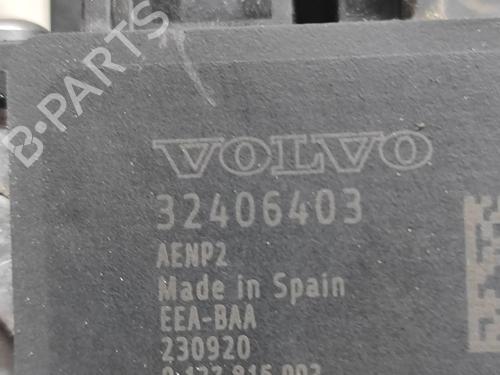 B-PARTS
VOLVO
32406403
AENP2
Made in Spain
EEA-BAA
230920